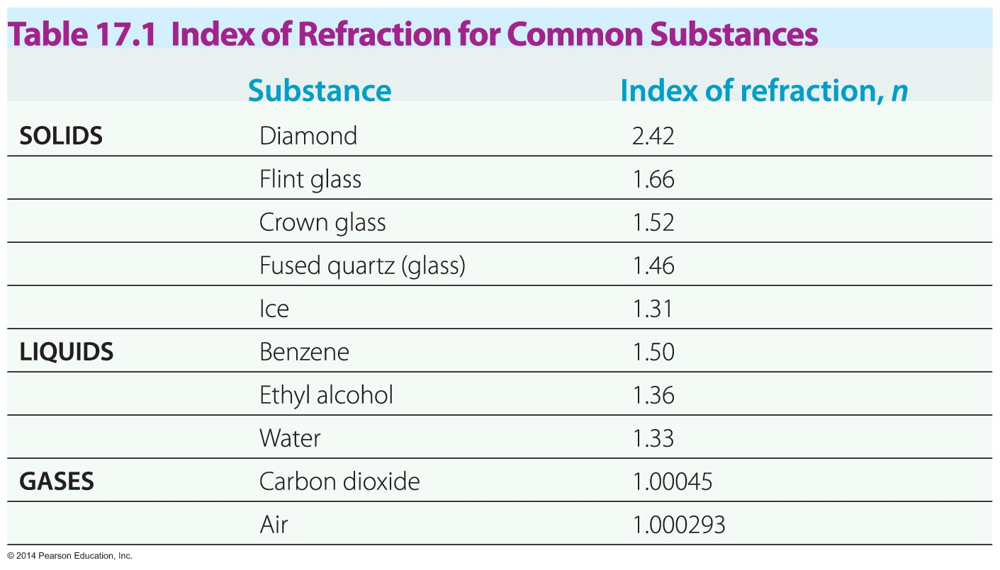 Table 17.1 Index of Refraction for Common Substances
Substance Index of refraction, n
SOLIDS Diamond 2.42
Flint glass 1.66
Crown glass 1.52
Fused quartz (glass) 1.46
Ice 1.31
LIQUIDS Benzene 1.50
Ethyl alcohol 1.36
Water 1.33
GASES Carbon dioxide 1.00045
Air 1.000293
© 2014 Pearson Education, Inc.